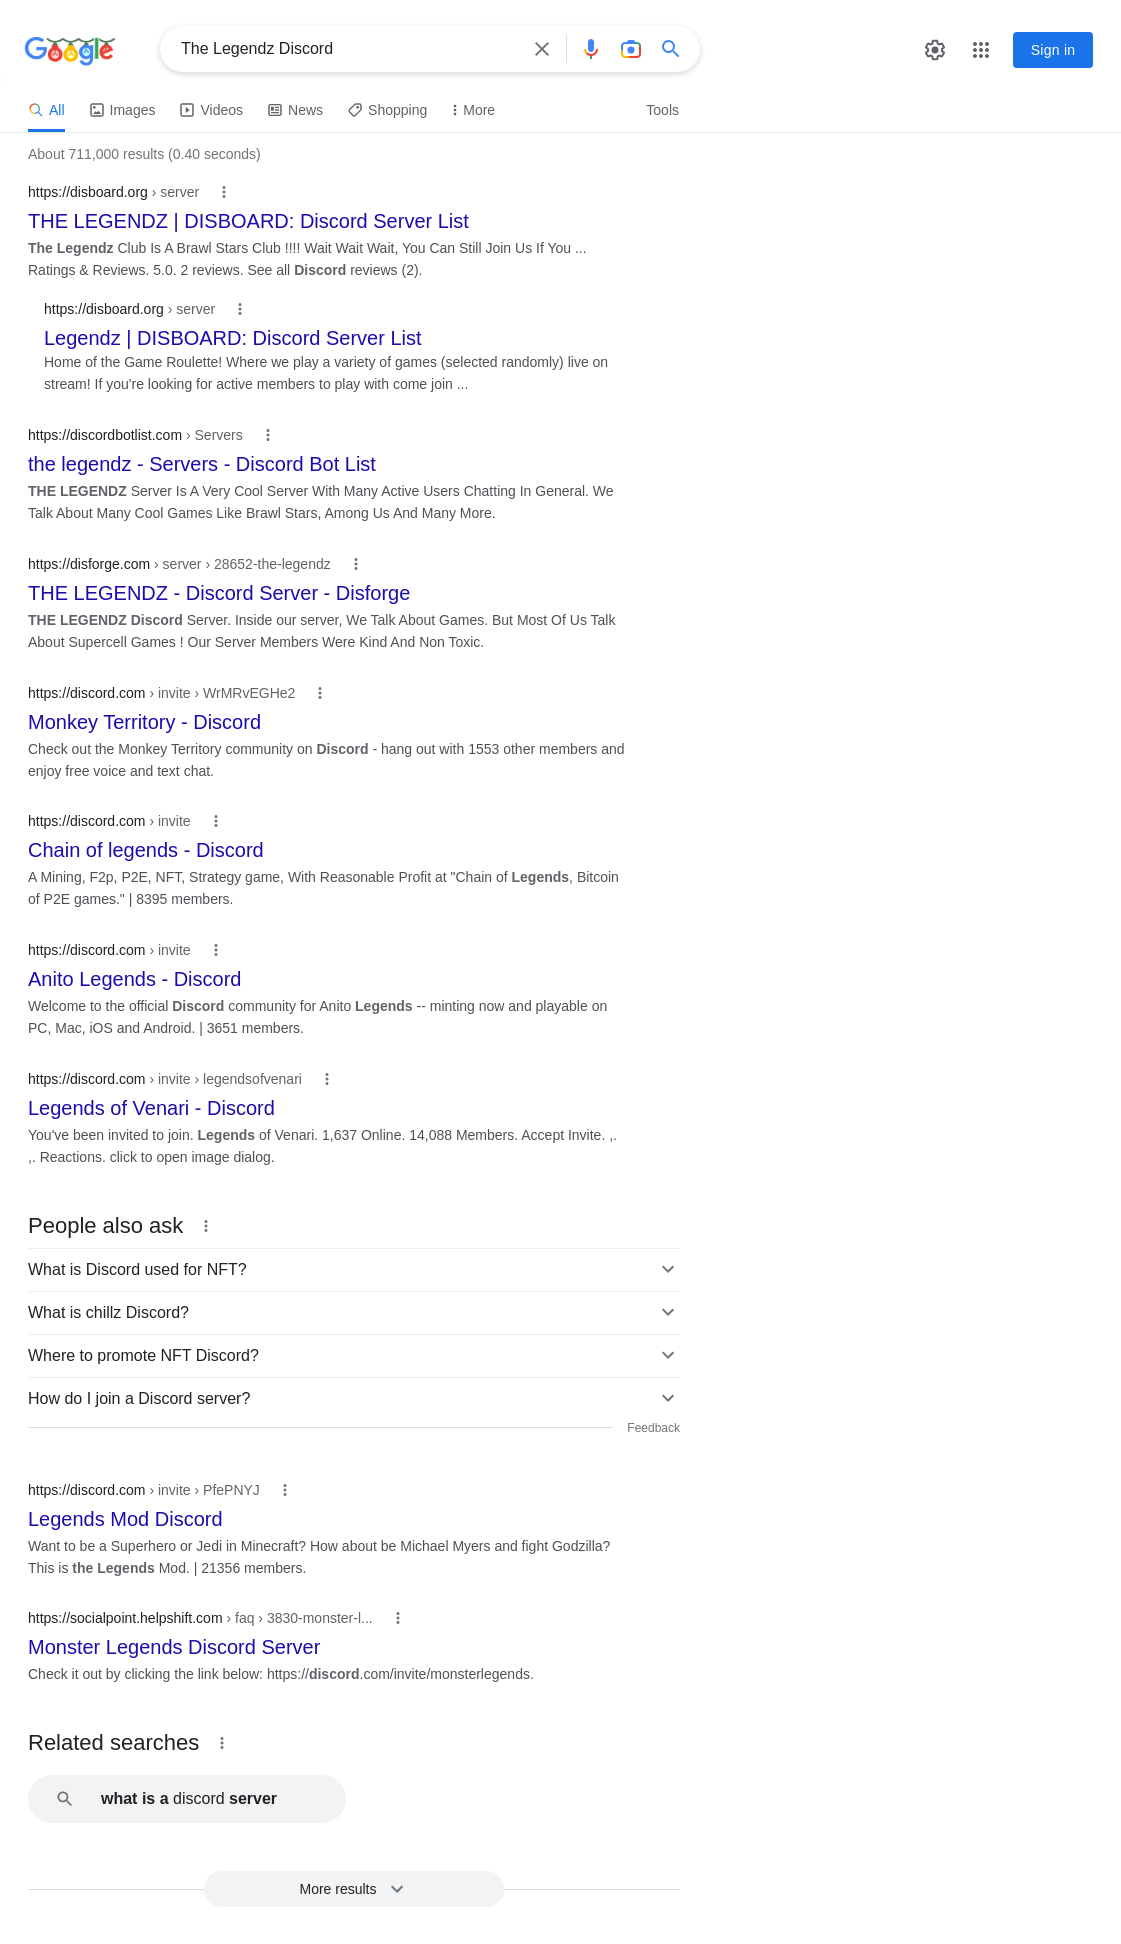 Google
The Legendz Discord
Sign in
All
Images
Videos
News
Shopping
More
Tools
About 711,000 results (0.40 seconds)
https://disboard.org › server
THE LEGENDZ | DISBOARD: Discord Server List
The Legendz Club Is A Brawl Stars Club !!!! Wait Wait Wait, You Can Still Join Us If You ...
Ratings & Reviews. 5.0. 2 reviews. See all Discord reviews (2).
https://disboard.org › server
Legendz | DISBOARD: Discord Server List
Home of the Game Roulette! Where we play a variety of games (selected randomly) live on
stream! If you're looking for active members to play with come join ...
https://discordbotlist.com › Servers
the legendz - Servers - Discord Bot List
THE LEGENDZ Server Is A Very Cool Server With Many Active Users Chatting In General. We
Talk About Many Cool Games Like Brawl Stars, Among Us And Many More.
https://disforge.com › server › 28652-the-legendz
THE LEGENDZ - Discord Server - Disforge
THE LEGENDZ Discord Server. Inside our server, We Talk About Games. But Most Of Us Talk
About Supercell Games ! Our Server Members Were Kind And Non Toxic.
https://discord.com › invite › WrMRvEGHe2
Monkey Territory - Discord
Check out the Monkey Territory community on Discord - hang out with 1553 other members and
enjoy free voice and text chat.
https://discord.com › invite
Chain of legends - Discord
A Mining, F2p, P2E, NFT, Strategy game, With Reasonable Profit at "Chain of Legends, Bitcoin
of P2E games." | 8395 members.
https://discord.com › invite
Anito Legends - Discord
Welcome to the official Discord community for Anito Legends -- minting now and playable on
PC, Mac, iOS and Android. | 3651 members.
https://discord.com › invite › legendsofvenari
Legends of Venari - Discord
You've been invited to join. Legends of Venari. 1,637 Online. 14,088 Members. Accept Invite. ,.
,. Reactions. click to open image dialog.
People also ask
What is Discord used for NFT?
What is chillz Discord?
Where to promote NFT Discord?
How do I join a Discord server?
Feedback
https://discord.com › invite › PfePNYJ
Legends Mod Discord
Want to be a Superhero or Jedi in Minecraft? How about be Michael Myers and fight Godzilla?
This is the Legends Mod. | 21356 members.
https://socialpoint.helpshift.com › faq › 3830-monster-l...
Monster Legends Discord Server
Check it out by clicking the link below: https://discord.com/invite/monsterlegends.
Related searches
what is a discord server
More results